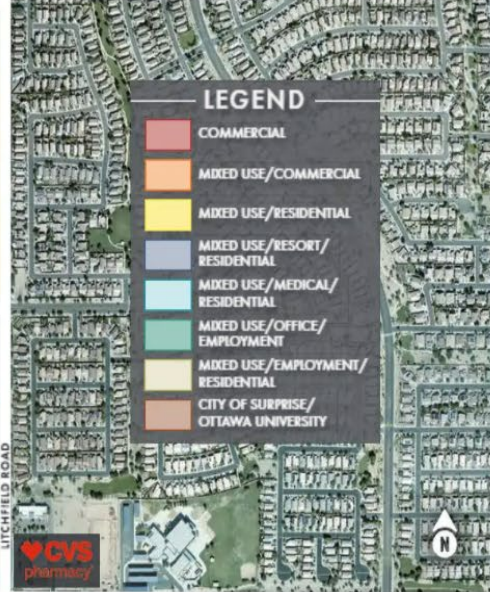 LEGEND
COMMERCIAL
MIXED USE/COMMERCIAL
MIXED USE/RESIDENTIAL
MIXED USE/RESORT/
RESIDENTIAL
MIXED USE/MEDICAL/
RESIDENTIAL
MIXED USE/OFFICE/
EMPLOYMENT
MIXED USE/EMPLOYMENT/
RESIDENTIAL
CITY OF SURPRISE/
OTTAWA UNIVERSITY
LITCHFIELD ROAD
CVS
pharmacy
N